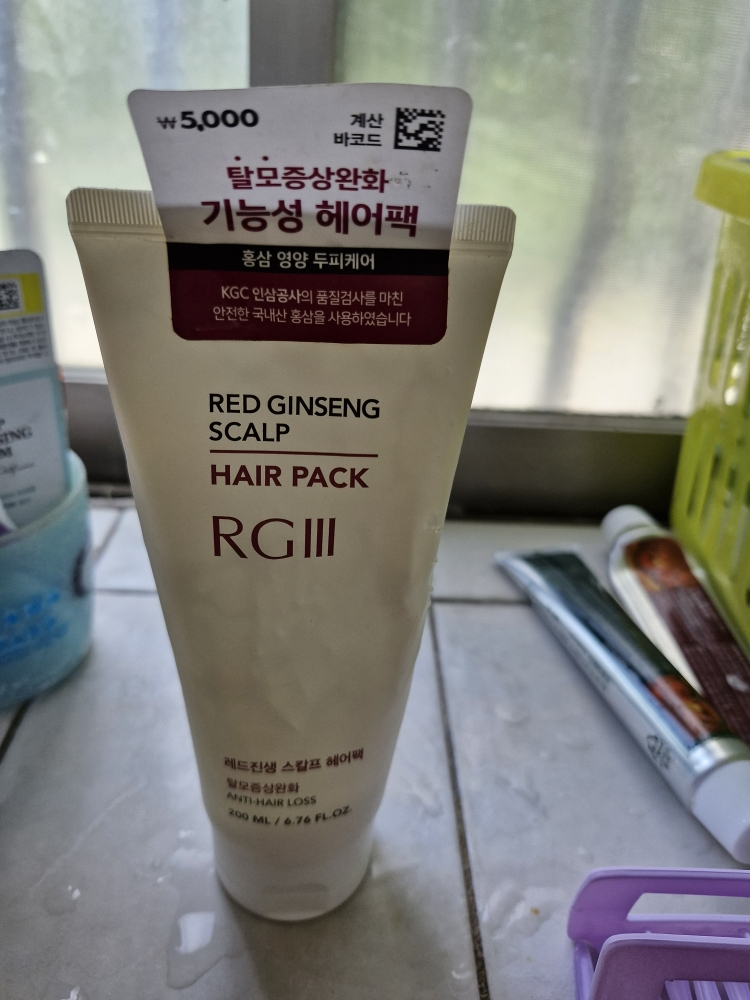 ₩5,000
계산
바코드
탈모증상완화
기능성 헤어팩
홍삼 영양 두피케어
KGC 인삼공사의 품질검사를 마친
안전한 국내산 홍삼을 사용하였습니다
RED GINSENG
SCALP
HAIR PACK
RGIII
레드진생 스칼프 헤어팩
탈모증상완화
ANTI-HAIR LOSS
200 ML / 6.76 FL.OZ.